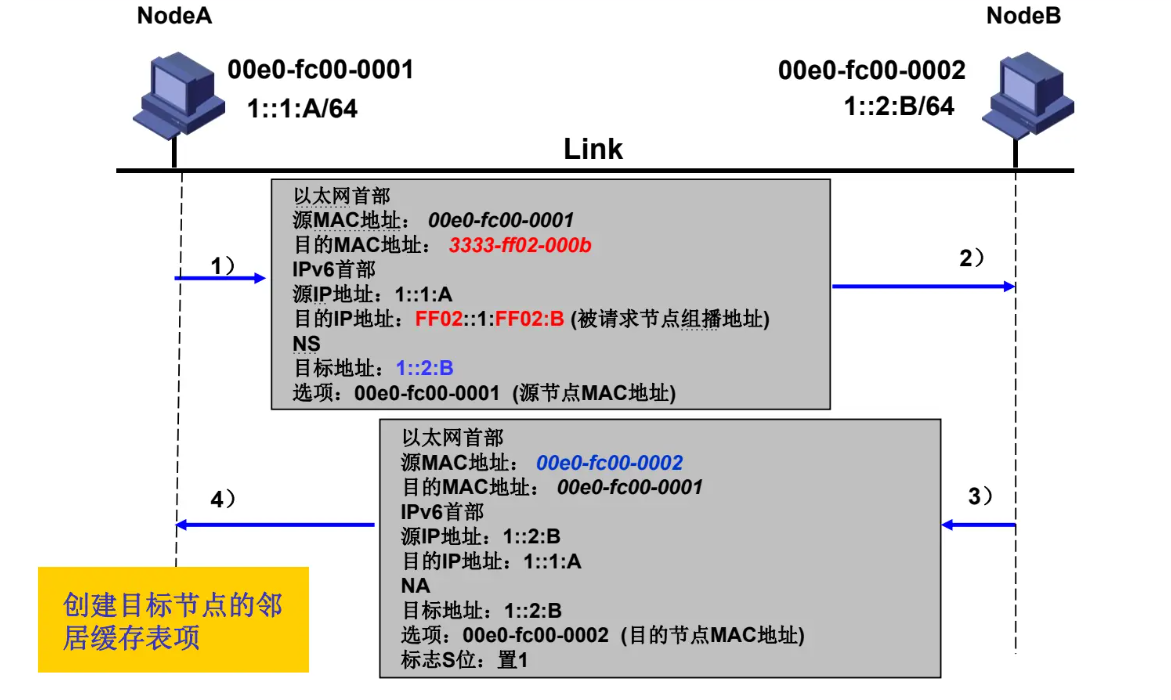 NodeA
NodeB
00e0-fc00-0001
1::1:A/64
00e0-fc00-0002
1::2:B/64
Link
1）
2）
以太网首部
源MAC地址： 00e0-fc00-0001
目的MAC地址： 3333-ff02-000b
IPv6首部
源IP地址：1::1:A
目的IP地址：FF02::1:FF02:B (被请求节点组播地址)
NS
目标地址：1::2:B
选项：00e0-fc00-0001 (源节点MAC地址)
4）
3）
以太网首部
源MAC地址： 00e0-fc00-0002
目的MAC地址： 00e0-fc00-0001
IPv6首部
源IP地址：1::2:B
目的IP地址：1::1:A
NA
目标地址：1::2:B
选项：00e0-fc00-0002 (目的节点MAC地址)
标志S位：置1
创建目标节点的邻
居缓存表项